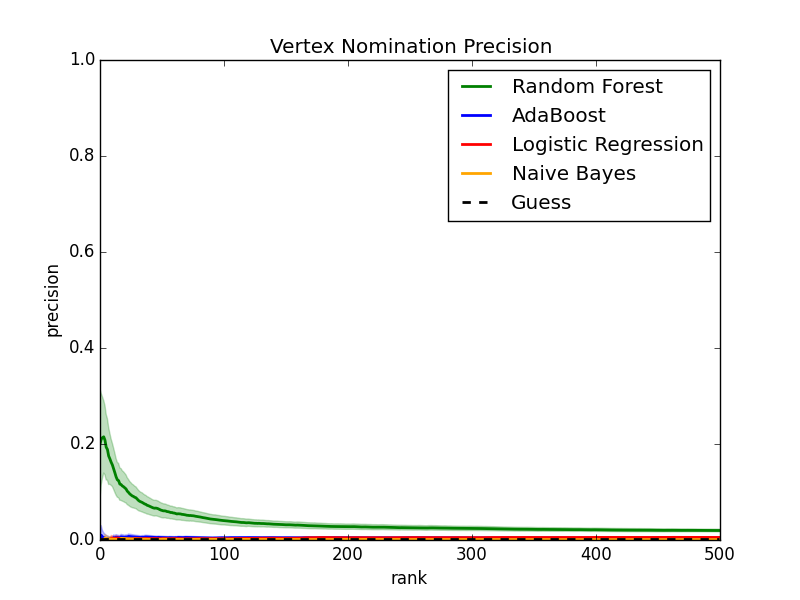 Vertex Nomination Precision
1.0
0.8
0.6
0.4
0.2
0.0
precision
Random Forest
AdaBoost
Logistic Regression
Naive Bayes
Guess
0 100 200 300 400 500
rank